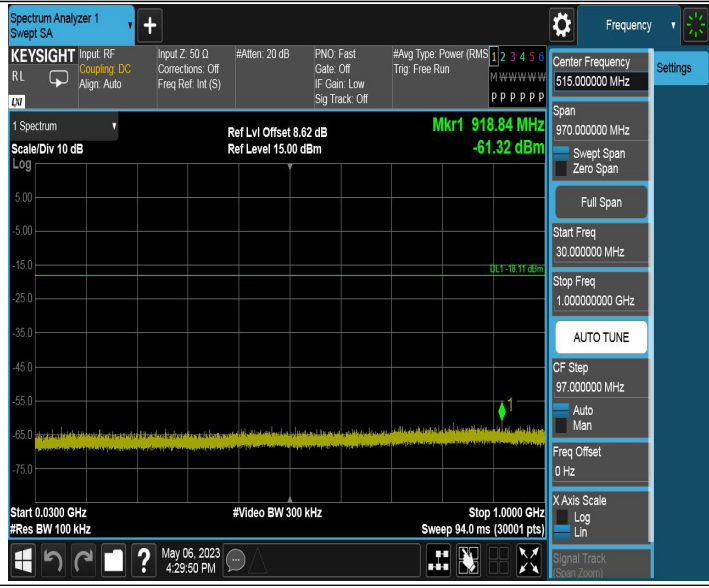 Spectrum Analyzer 1
Swept SA
Frequency
KEYSIGHT
RL
LXI
Input: RF
Coupling: DC
Align: Auto
Input Z: 50 Ω
Corrections: Off
Freq Ref: Int (S)
#Atten: 20 dB
PNO: Fast
Gate: Off
IF Gain: Low
Sig Track: Off
#Avg Type: Power (RMS
Trig: Free Run
1 2 3 4 5 6
M W W W W W
P P P P P P
Center Frequency
515.000000 MHz
Settings
Span
970.000000 MHz
Swept Span
Zero Span
Full Span
Start Freq
30.000000 MHz
Stop Freq
1.000000000 GHz
AUTO TUNE
CF Step
97.000000 MHz
Auto
Man
Freq Offset
0 Hz
X Axis Scale
Log
Lin
Signal Track
(Span Zoom)
1 Spectrum
Scale/Div 10 dB
Log
Ref Lvl Offset 8.62 dB
Ref Level 15.00 dBm
Mkr1 918.84 MHz
-61.32 dBm
5.00
-5.00
-15.0
DL1 -18.11 dBm
-25.0
-35.0
-45.0
-55.0
1
-65.0
-75.0
Start 0.0300 GHz
#Video BW 300 kHz
Stop 1.0000 GHz
#Res BW 100 kHz
Sweep 94.0 ms (30001 pts)
?
May 06, 2023
4:29:50 PM